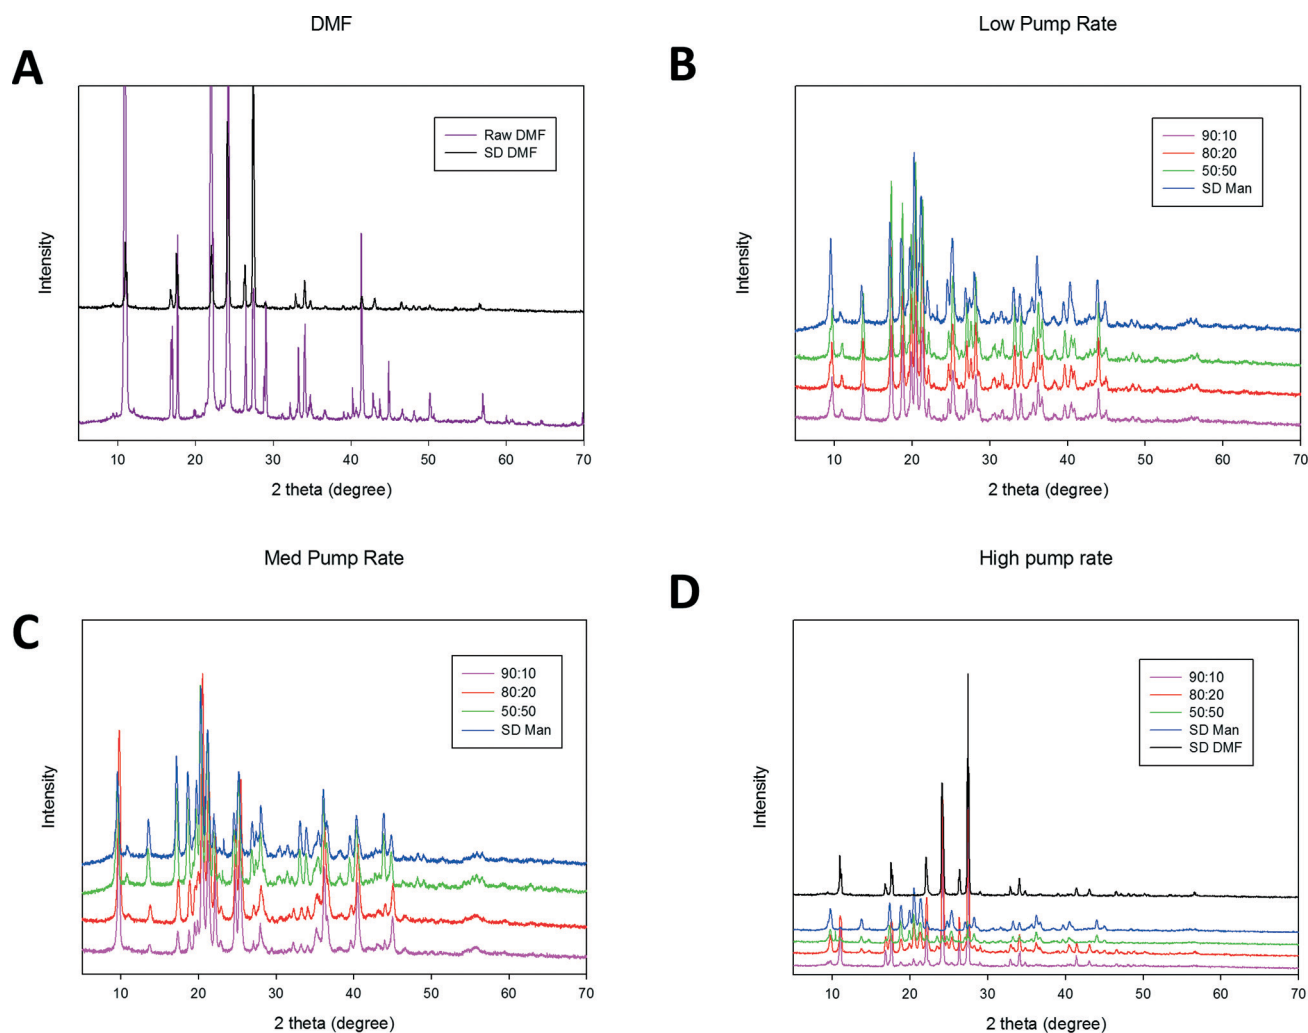 DMF
A
Raw DMF
SD DMF
Intensity
10 20 30 40 50 60 70
2 theta (degree)
Low Pump Rate
B
90:10
80:20
50:50
SD Man
Intensity
10 20 30 40 50 60 70
2 theta (degree)
Med Pump Rate
C
90:10
80:20
50:50
SD Man
Intensity
10 20 30 40 50 60 70
2 theta (degree)
High pump rate
D
90:10
80:20
50:50
SD Man
SD DMF
Intensity
10 20 30 40 50 60 70
2 theta (degree)